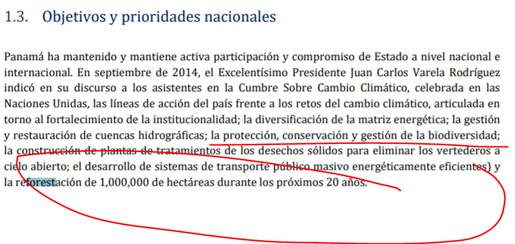 1.3. Objetivos y prioridades nacionales
Panamá ha mantenido y mantiene activa participación y compromiso de Estado a nivel nacional e
internacional. En septiembre de 2014, el Excelentísimo Presidente Juan Carlos Varela Rodríguez
indicó en su discurso a los asistentes en la Cumbre Sobre Cambio Climático, celebrada en las
Naciones Unidas, las líneas de acción del país frente a los retos del cambio climático, articulada en
torno al fortalecimiento de la institucionalidad; la diversificación de la matriz energética; la gestión
y restauración de cuencas hidrográficas; la protección, conservación y gestión de la biodiversidad;
la construcción de plantas de tratamientos de los desechos sólidos para eliminar los vertederos a
cielo abierto; el desarrollo de sistemas de transporte público masivo energéticamente eficientes) y
la reforestación de 1,000,000 de hectáreas durante los próximos 20 años.